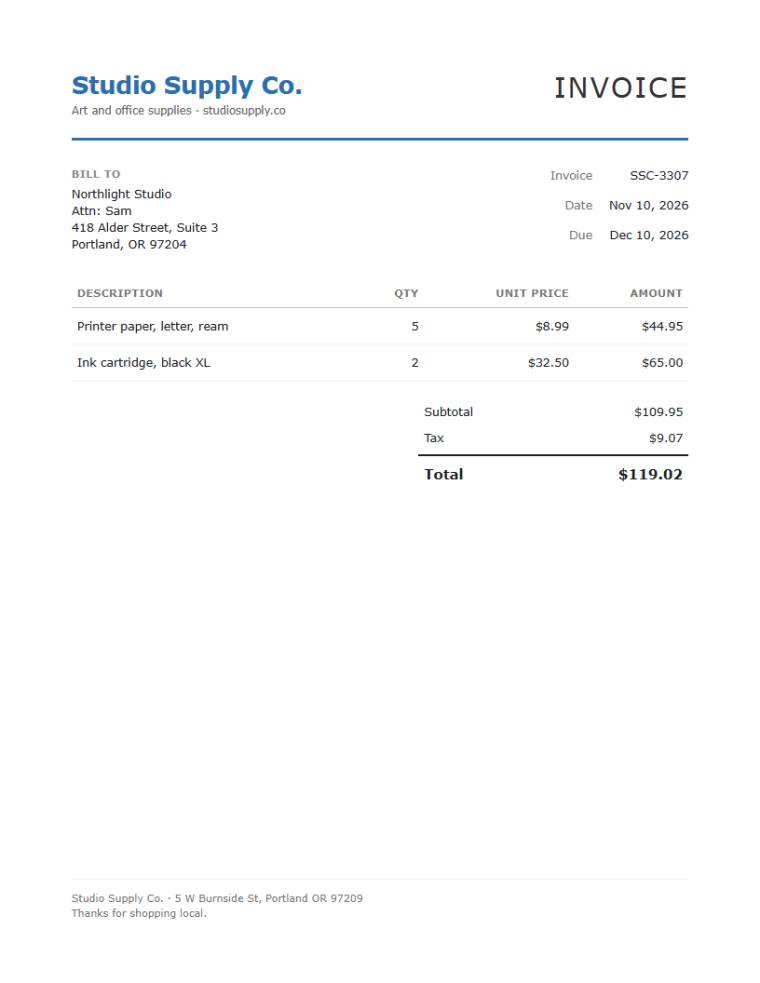 Studio Supply Co.
INVOICE
Art and office supplies · studiosupply.co
BILL TO
Northlight Studio
Attn: Sam
418 Alder Street, Suite 3
Portland, OR 97204
Invoice SSC-3307
Date Nov 10, 2026
Due Dec 10, 2026
DESCRIPTION QTY UNIT PRICE AMOUNT
Printer paper, letter, ream 5 $8.99 $44.95
Ink cartridge, black XL 2 $32.50 $65.00
Subtotal $109.95
Tax $9.07
Total $119.02
Studio Supply Co. · 5 W Burnside St, Portland OR 97209
Thanks for shopping local.